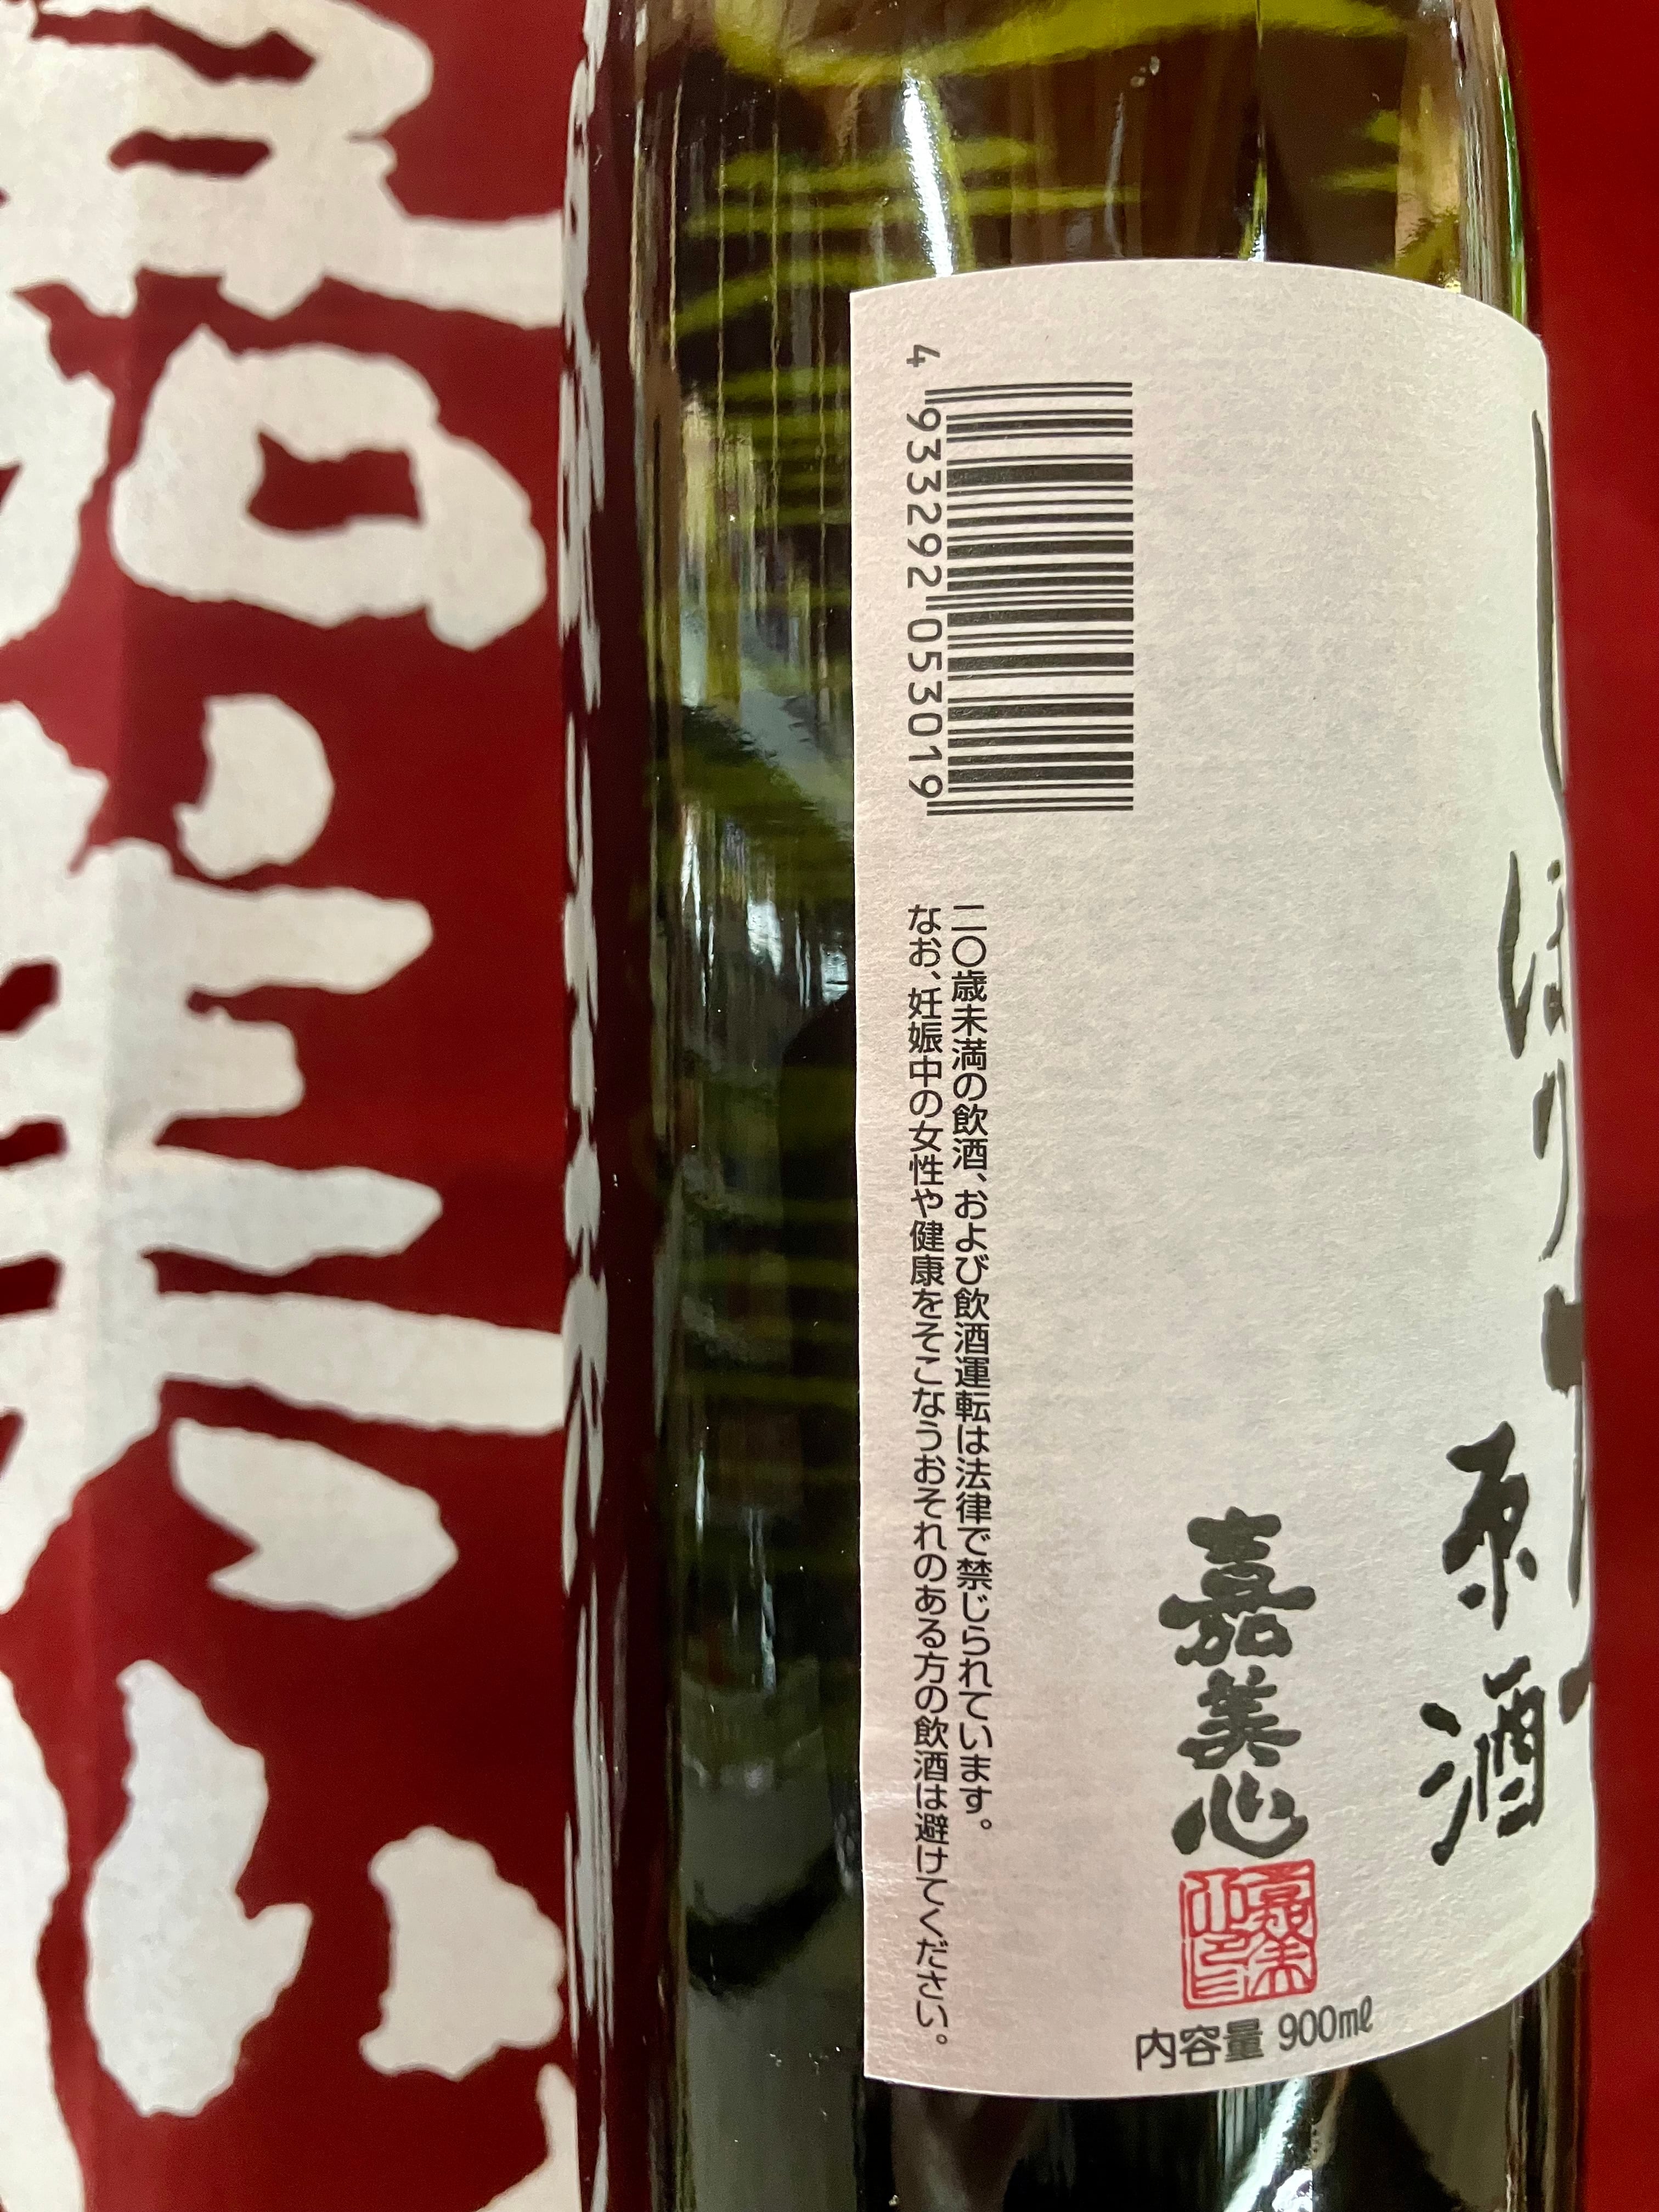 しぼり
原酒
嘉美心
内容量 900ml
二〇歳未満の飲酒、および飲酒運転は法律で禁じられています。
なお、妊娠中の女性や健康をそこなうおそれのある方の飲酒は避けてください。
4 933292 053019